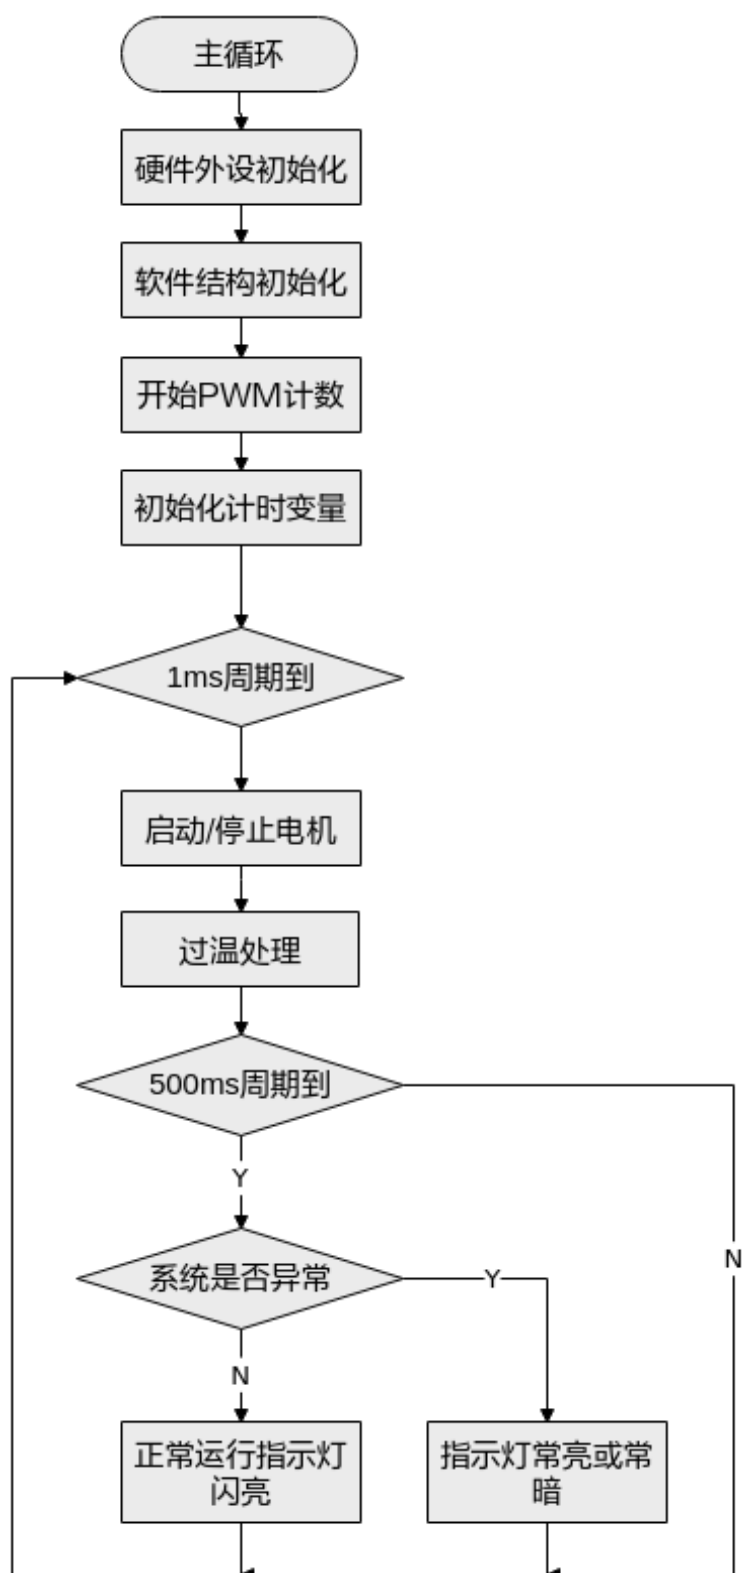 主循环
硬件外设初始化
软件结构初始化
开始PWM计数
初始化计时变量
1ms周期到
启动/停止电机
过温处理
500ms周期到
Y
N
系统是否异常
Y
N
正常运行指示灯
闪亮
指示灯常亮或常
暗